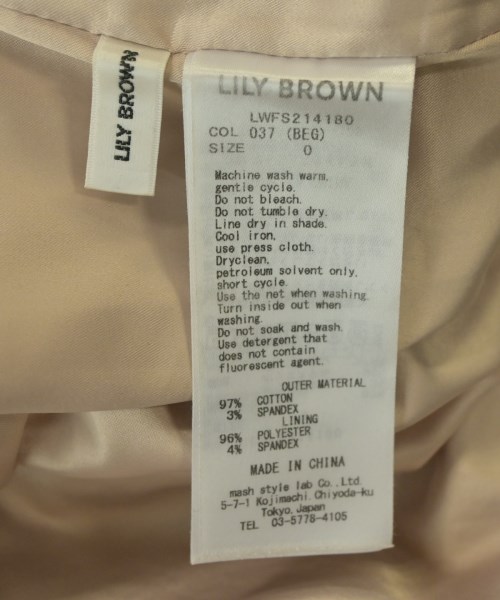 LILY BROWN
LILY BROWN
LWFS214180
COL 037 (BEG)
SIZE 0
Machine wash warm,
gentle cycle.
Do not bleach.
Do not tumble dry.
Line dry in shade.
Cool iron,
use press cloth.
Dryclean,
petroleum solvent only,
short cycle.
Use the net when washing.
Turn inside out when
washing.
Do not soak and wash.
Use detergent that
does not contain
fluorescent agent.
OUTER MATERIAL
97% COTTON
3% SPANDEX
LINING
96% POLYESTER
4% SPANDEX
MADE IN CHINA
mash style lab Co., Ltd.
5-7-1 Kojimachi, Chiyoda-ku
Tokyo, Japan
TEL 03-5778-4105